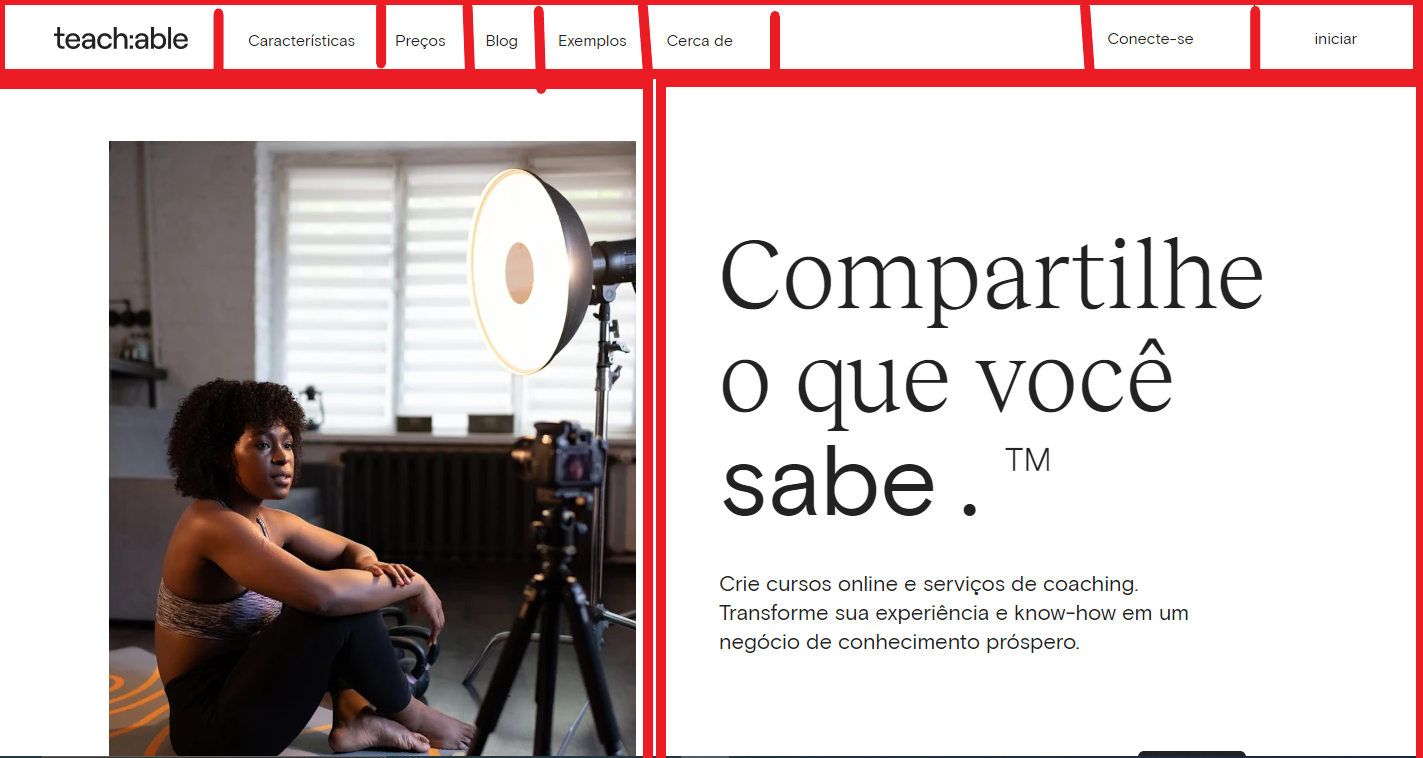 teach:able
Características
Preços
Blog
Exemplos
Cerca de
Conecte-se
iniciar
Compartilhe
o que você
sabe . TM
Crie cursos online e serviços de coaching.
Transforme sua experiência e know-how em um
negócio de conhecimento próspero.